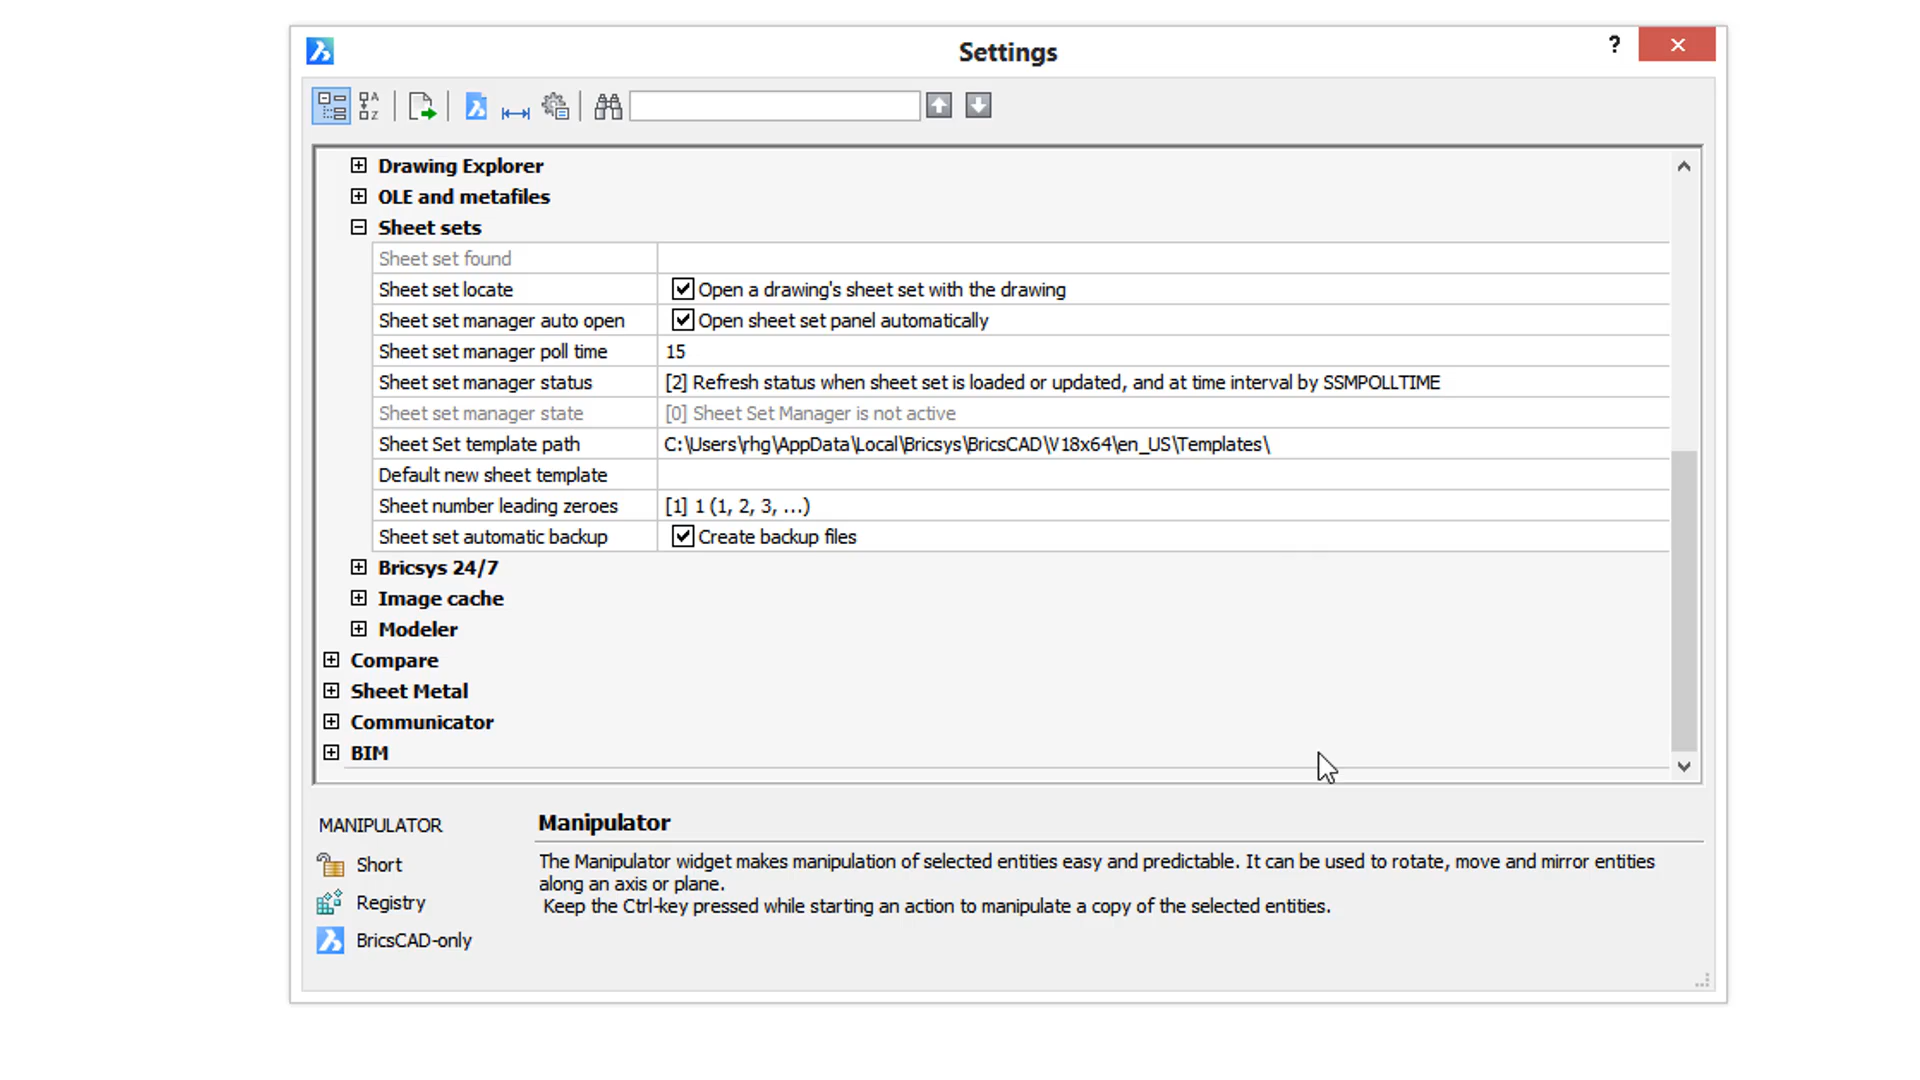 Settings
?
A
Z
Drawing Explorer
OLE and metafiles
Sheet sets
Sheet set found
Sheet set locate Open a drawing's sheet set with the drawing
Sheet set manager auto open Open sheet set panel automatically
Sheet set manager poll time 15
Sheet set manager status [2] Refresh status when sheet set is loaded or updated, and at time interval by SSMPOLLTIME
Sheet set manager state [0] Sheet Set Manager is not active
Sheet Set template path C:\Users\rhg\AppData\Local\Bricsys\BricsCAD\V18x64\en_US\Templates\
Default new sheet template
Sheet number leading zeroes [1] 1 (1, 2, 3, ...)
Sheet set automatic backup Create backup files
Bricsys 24/7
Image cache
Modeler
Compare
Sheet Metal
Communicator
BIM
MANIPULATOR
Short
Registry
BricsCAD-only
Manipulator
The Manipulator widget makes manipulation of selected entities easy and predictable. It can be used to rotate, move and mirror entities
along an axis or plane.
Keep the Ctrl-key pressed while starting an action to manipulate a copy of the selected entities.